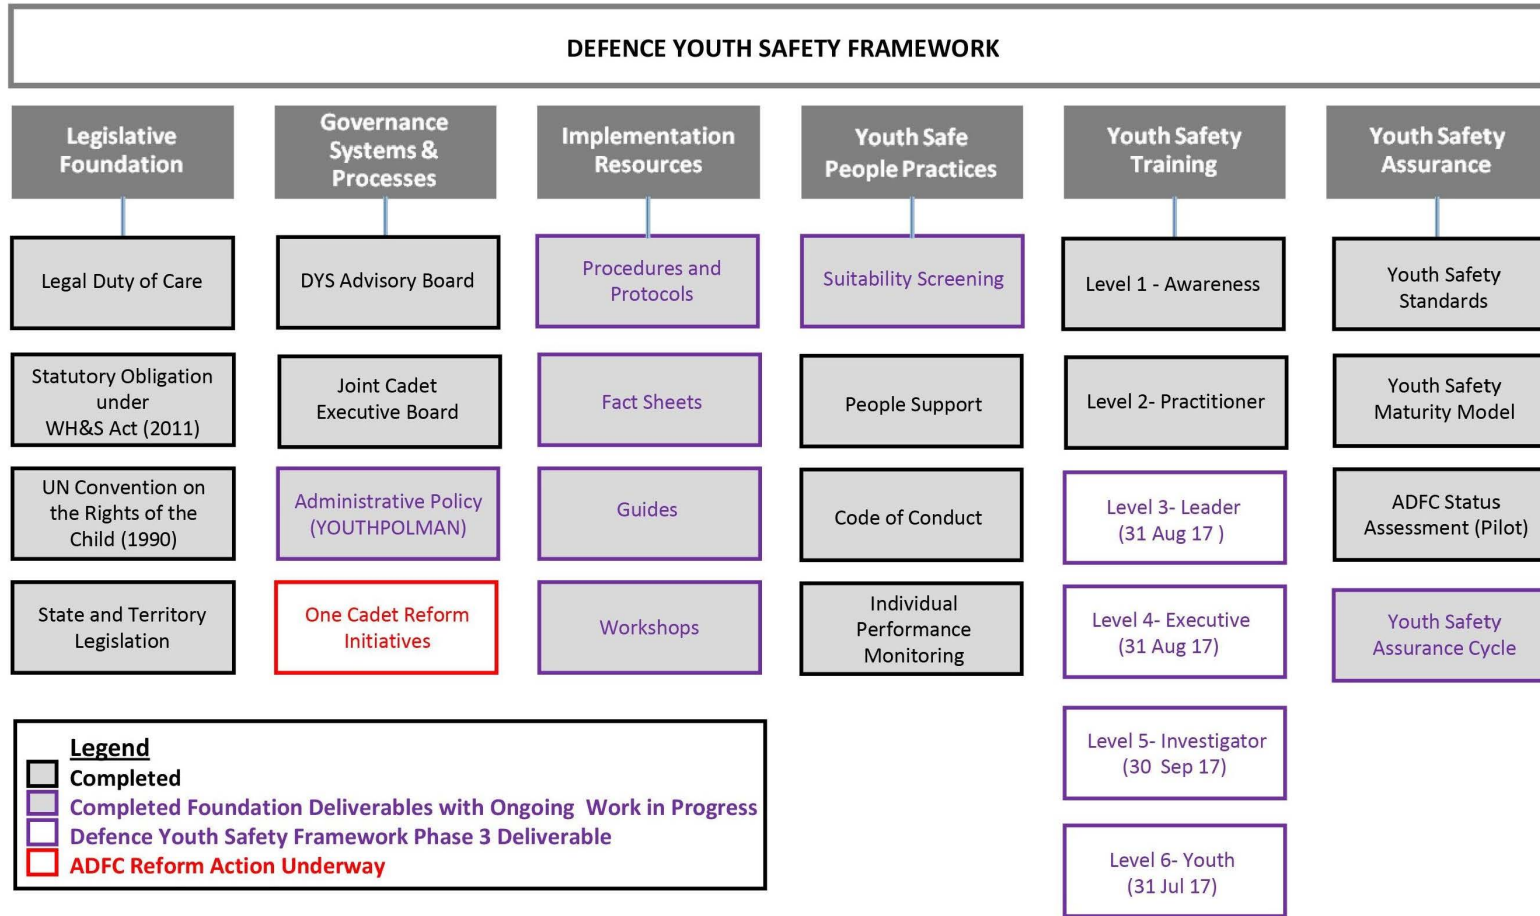 DEFENCE YOUTH SAFETY FRAMEWORK
Legislative
Foundation
Legal Duty of Care
Statutory Obligation
under
WH&S Act (2011)
UN Convention on
the Rights of the
Child (1990)
State and Territory
Legislation
Governance
Systems &
Processes
DYS Advisory Board
Joint Cadet
Executive Board
Administrative Policy
(YOUTHPOLMAN)
One Cadet Reform
Initiatives
Implementation
Resources
Procedures and
Protocols
Fact Sheets
Guides
Workshops
Youth Safe
People Practices
Suitability Screening
People Support
Code of Conduct
Individual
Performance
Monitoring
Youth Safety
Training
Level 1 - Awareness
Level 2- Practitioner
Level 3- Leader
(31 Aug 17 )
Level 4- Executive
(31 Aug 17)
Level 5- Investigator
(30  Sep 17)
Level 6- Youth
(31 Jul 17)
Youth Safety
Assurance
Youth Safety
Standards
Youth Safety
Maturity Model
ADFC Status
Assessment (Pilot)
Youth Safety
Assurance Cycle
Legend
Completed
Completed Foundation Deliverables with Ongoing  Work in Progress
Defence Youth Safety Framework Phase 3 Deliverable
ADFC Reform Action Underway